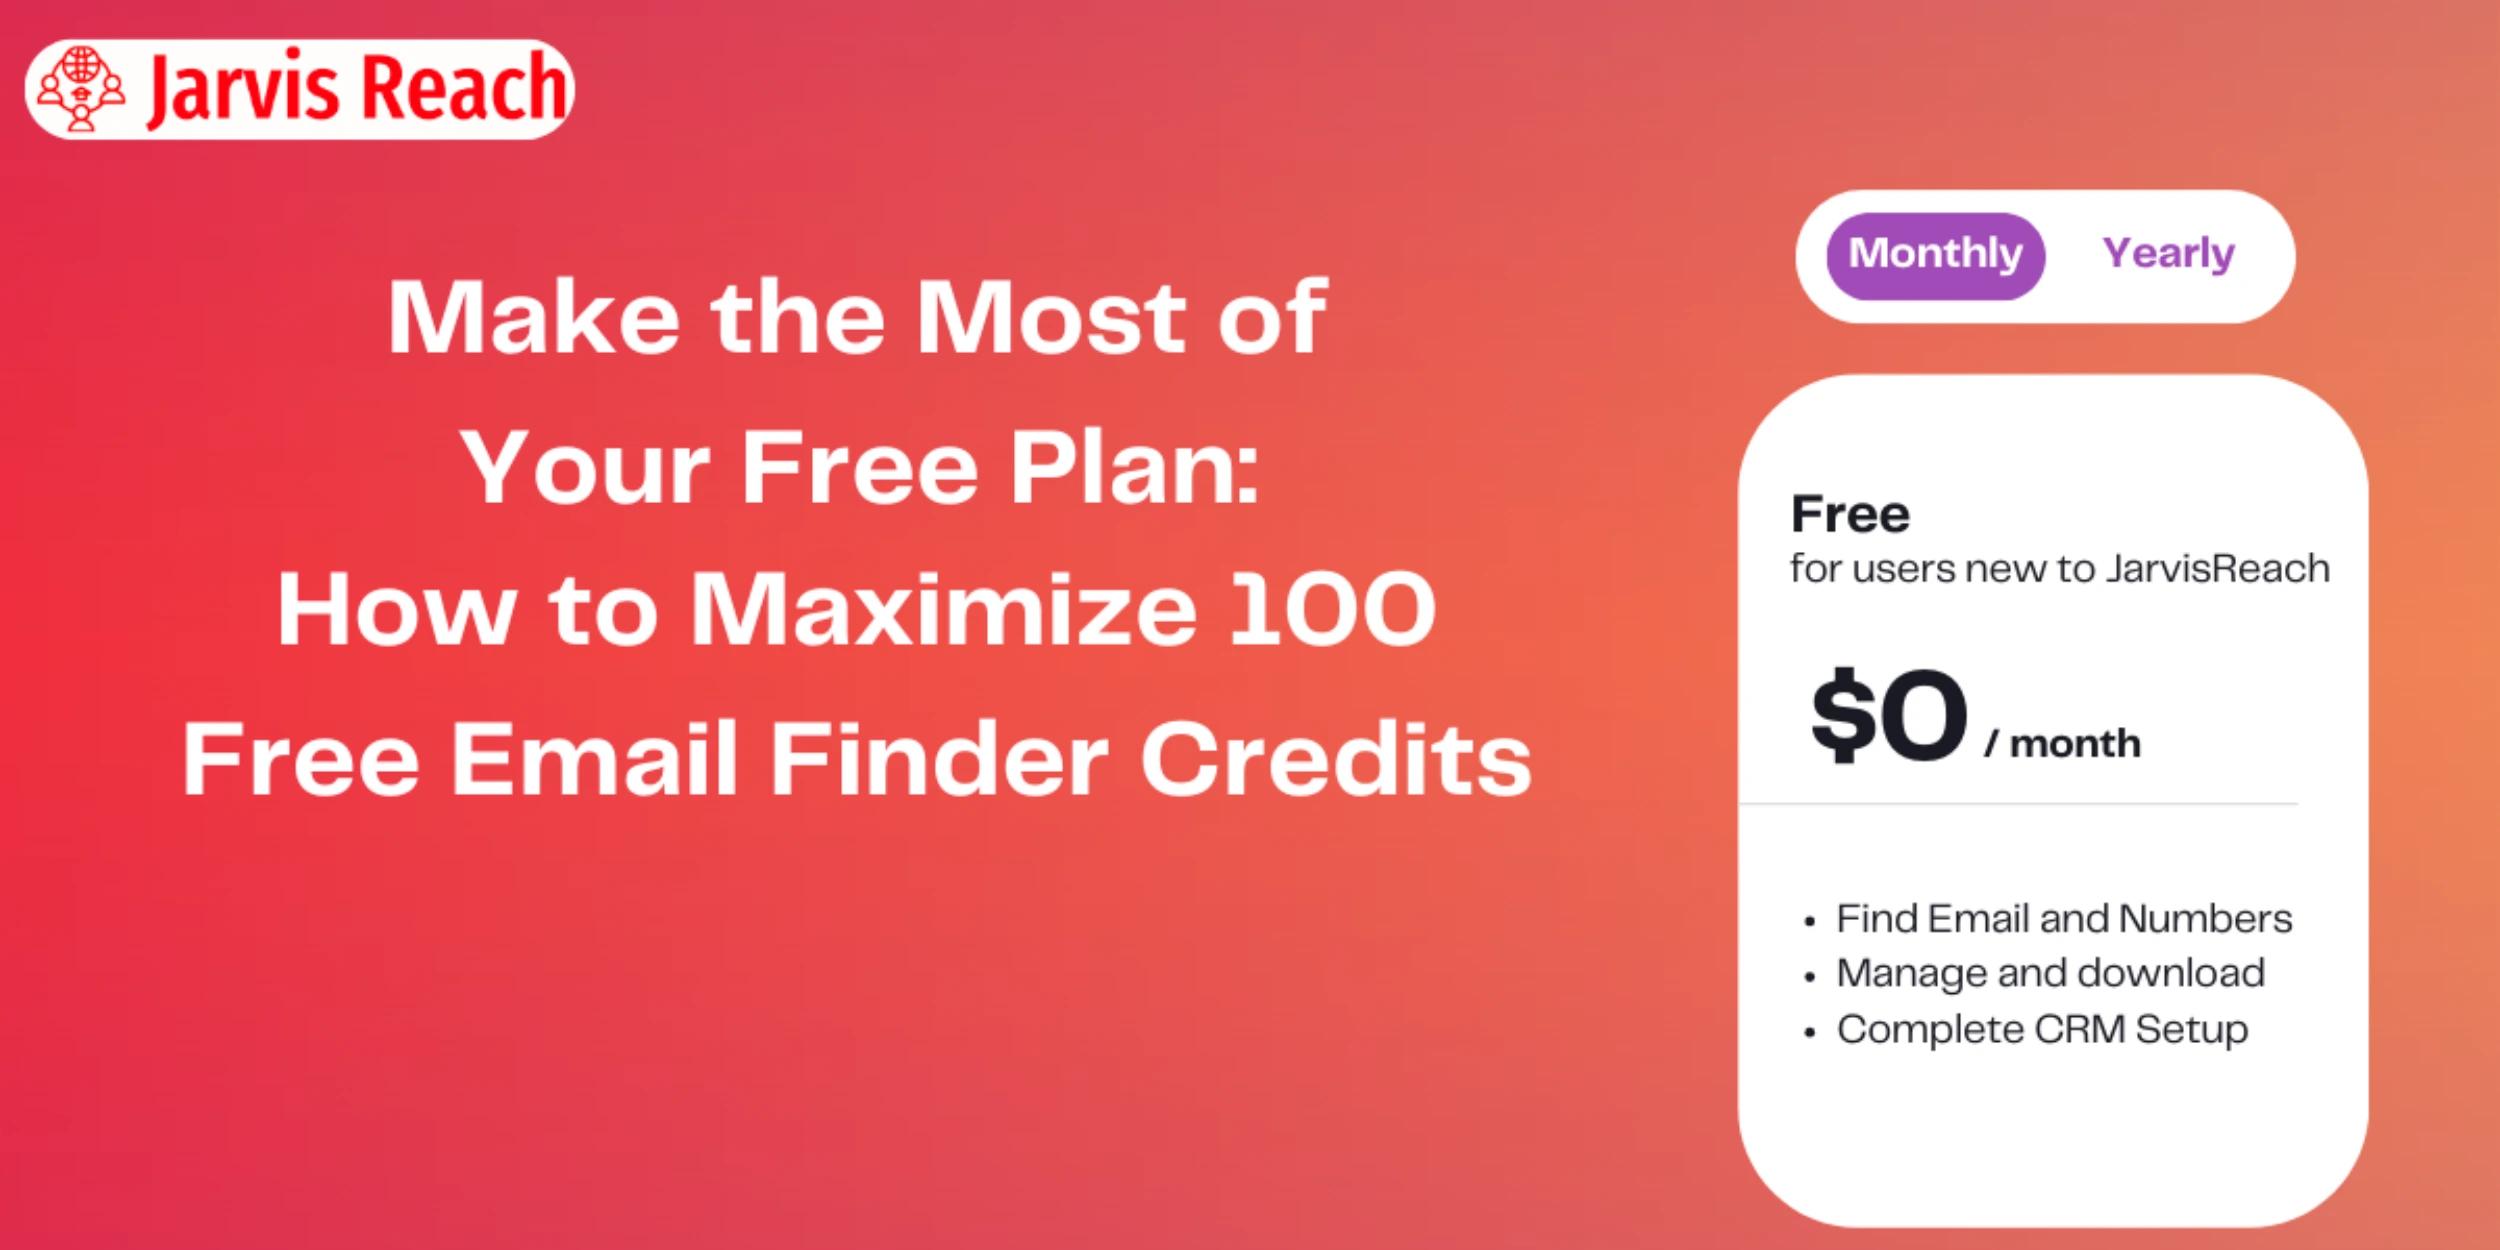 Jarvis Reach
Make the Most of
Your Free Plan:
How to Maximize 100
Free Email Finder Credits
Monthly Yearly
Free
for users new to JarvisReach
$0 / month
• Find Email and Numbers
• Manage and download
• Complete CRM Setup